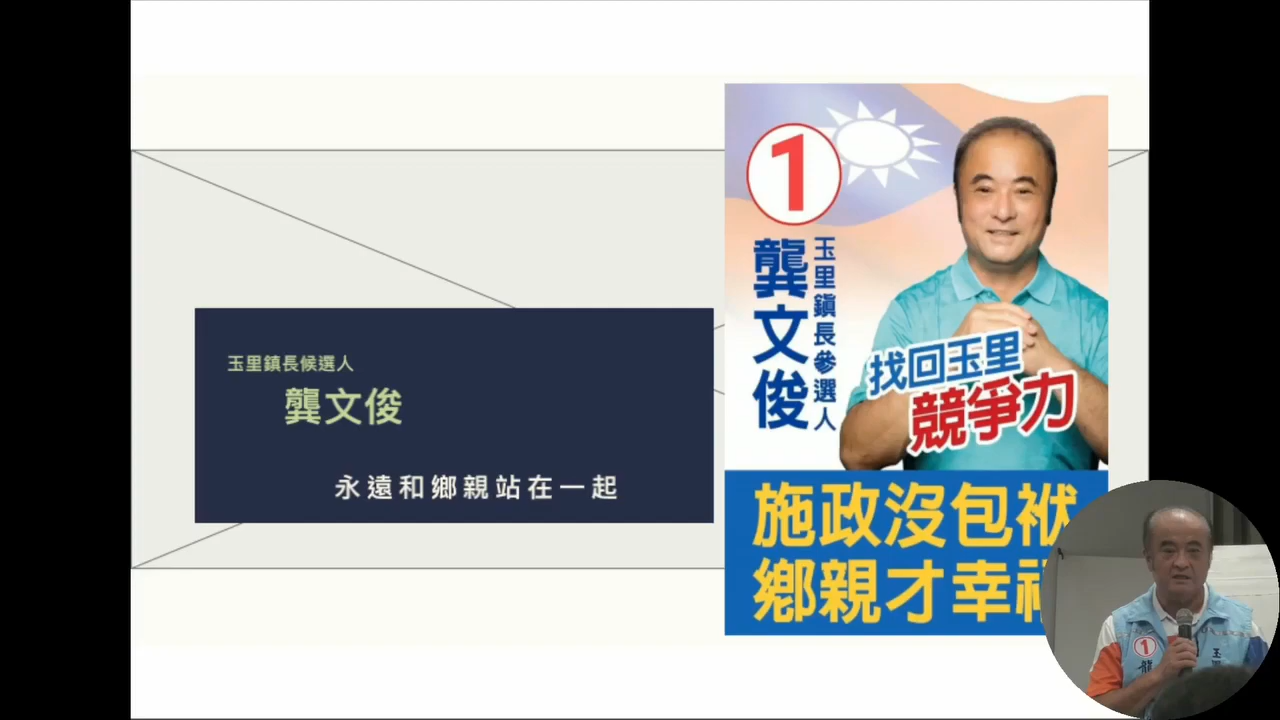 玉里鎮長候選人
龔文俊
永遠和鄉親站在一起
1
龔文俊
玉里鎮長參選人
找回玉里
競爭力
施政沒包袱
鄉親才幸
1
玉